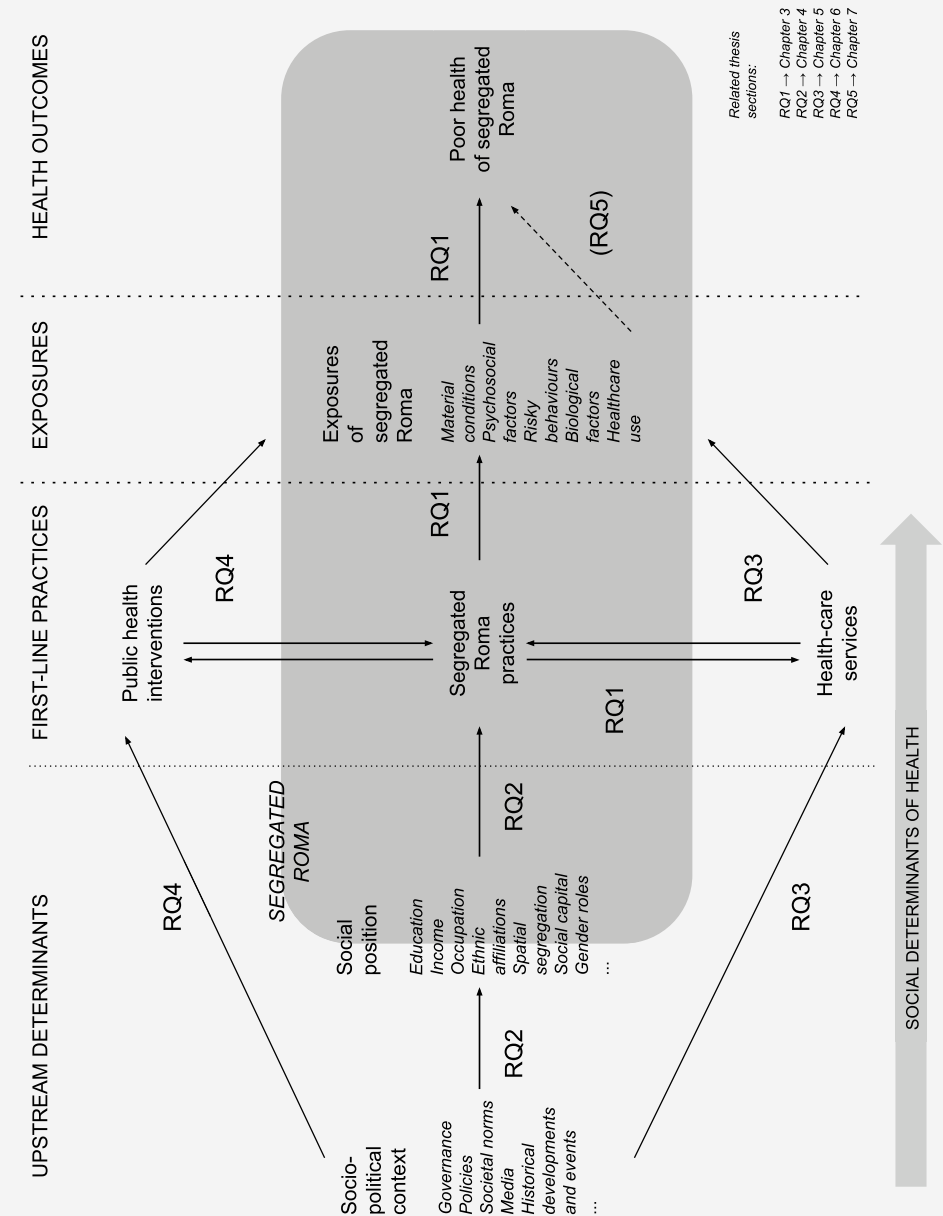 UPSTREAM DETERMINANTS
FIRST-LINE PRACTICES
EXPOSURES
HEALTH OUTCOMES
Public health
interventions
RQ4
RQ4
SEGREGATED
ROMA
Socio-
political
context
Governance
Policies
Societal norms
Media
Historical
developments
and events
...
RQ2
Social
position
Education
Income
Occupation
Ethnic
affiliations
Spatial
segregation
Social capital
Gender roles
...
RQ2
Segregated
Roma
practices
RQ1
RQ1
Exposures
of
segregated
Roma
Material
conditions
Psychosocial
factors
Risky
behaviours
Biological
factors
Healthcare
use
RQ1
(RQ5)
Poor health
of segregated
Roma
RQ3
RQ3
Health-care
services
Related thesis
sections:
RQ1 → Chapter 3
RQ2 → Chapter 4
RQ3 → Chapter 5
RQ4 → Chapter 6
RQ5 → Chapter 7
SOCIAL DETERMINANTS OF HEALTH